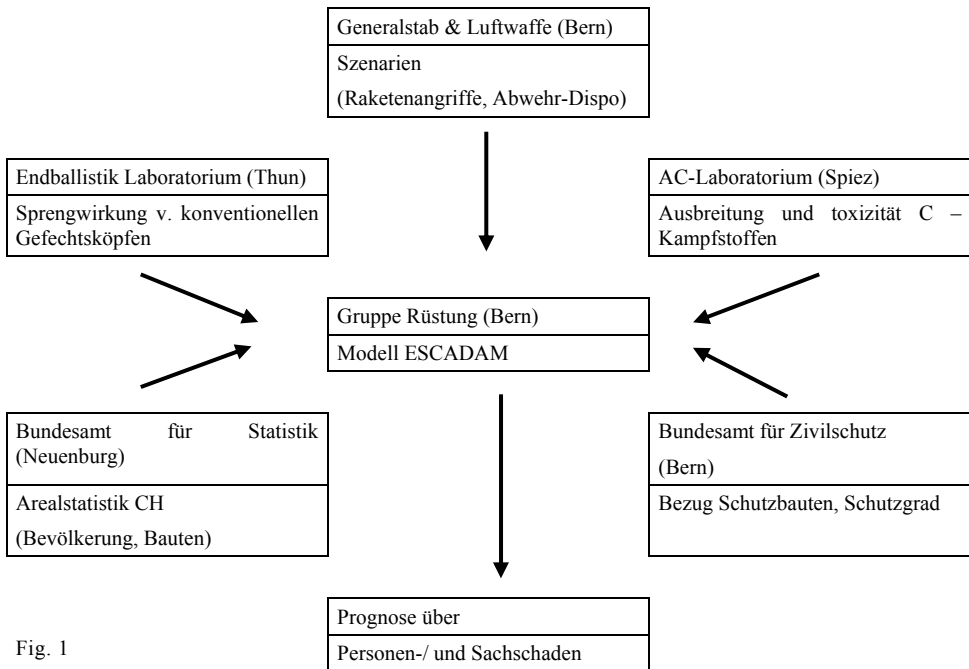 Generalstab & Luftwaffe (Bern)
Szenarien
(Raketenangriffe, Abwehr-Dispo)
Endballistik Laboratorium (Thun)
Sprengwirkung v. konventionellen
Gefechtsköpfen
AC-Laboratorium (Spiez)
Ausbreitung und toxizität C –
Kampfstoffen
Gruppe Rüstung (Bern)
Modell ESCADAM
Bundesamt für Statistik
(Neuenburg)
Arealstatistik CH
(Bevölkerung, Bauten)
Bundesamt für Zivilschutz
(Bern)
Bezug Schutzbauten, Schutzgrad
Prognose über
Personen-/ und Sachschaden
Fig. 1